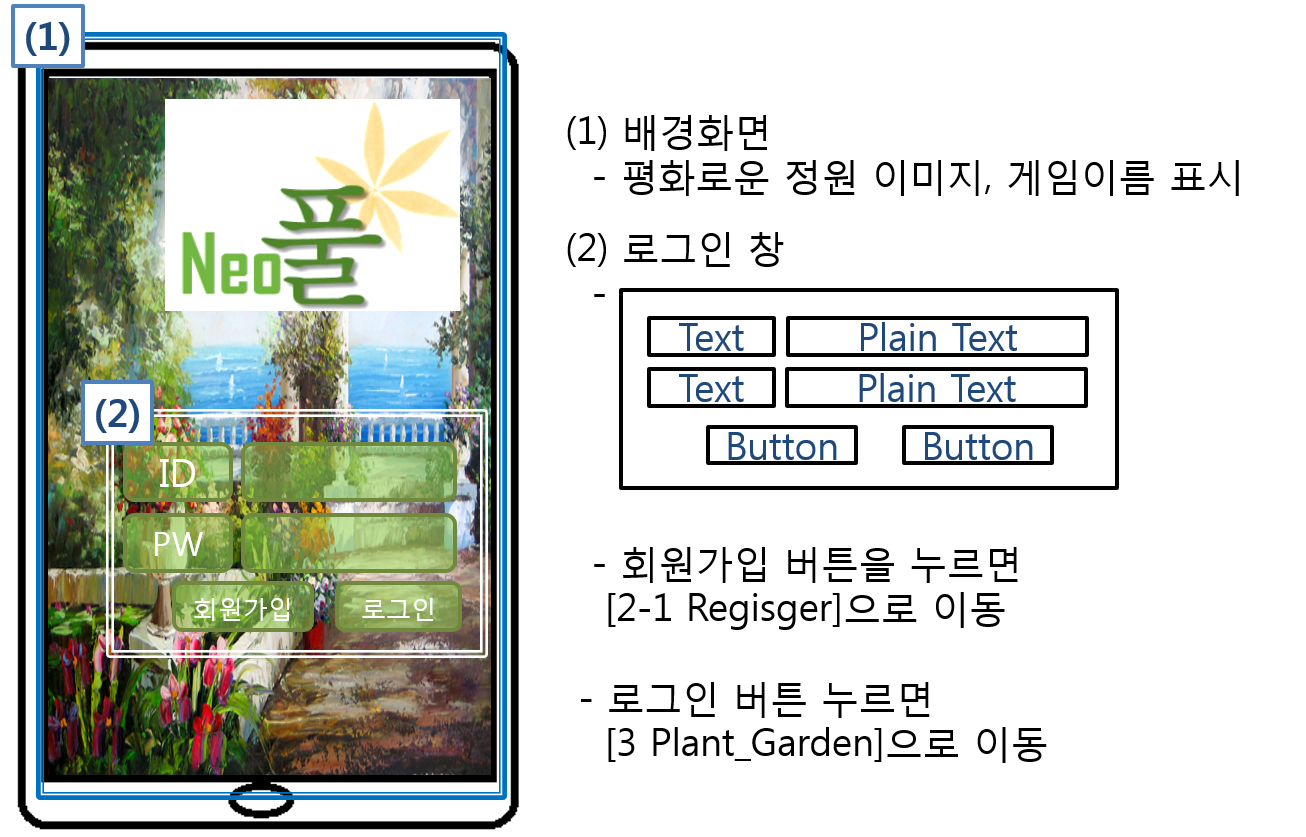 (1)
Neo풀
(2)
ID
PW
회원가입 로그인
(1) 배경화면
- 평화로운 정원 이미지, 게임이름 표시
(2) 로그인 창
-
Text Plain Text
Text Plain Text
Button Button
- 회원가입 버튼을 누르면
[2-1 Regisger]으로 이동
- 로그인 버튼 누르면
[3 Plant_Garden]으로 이동